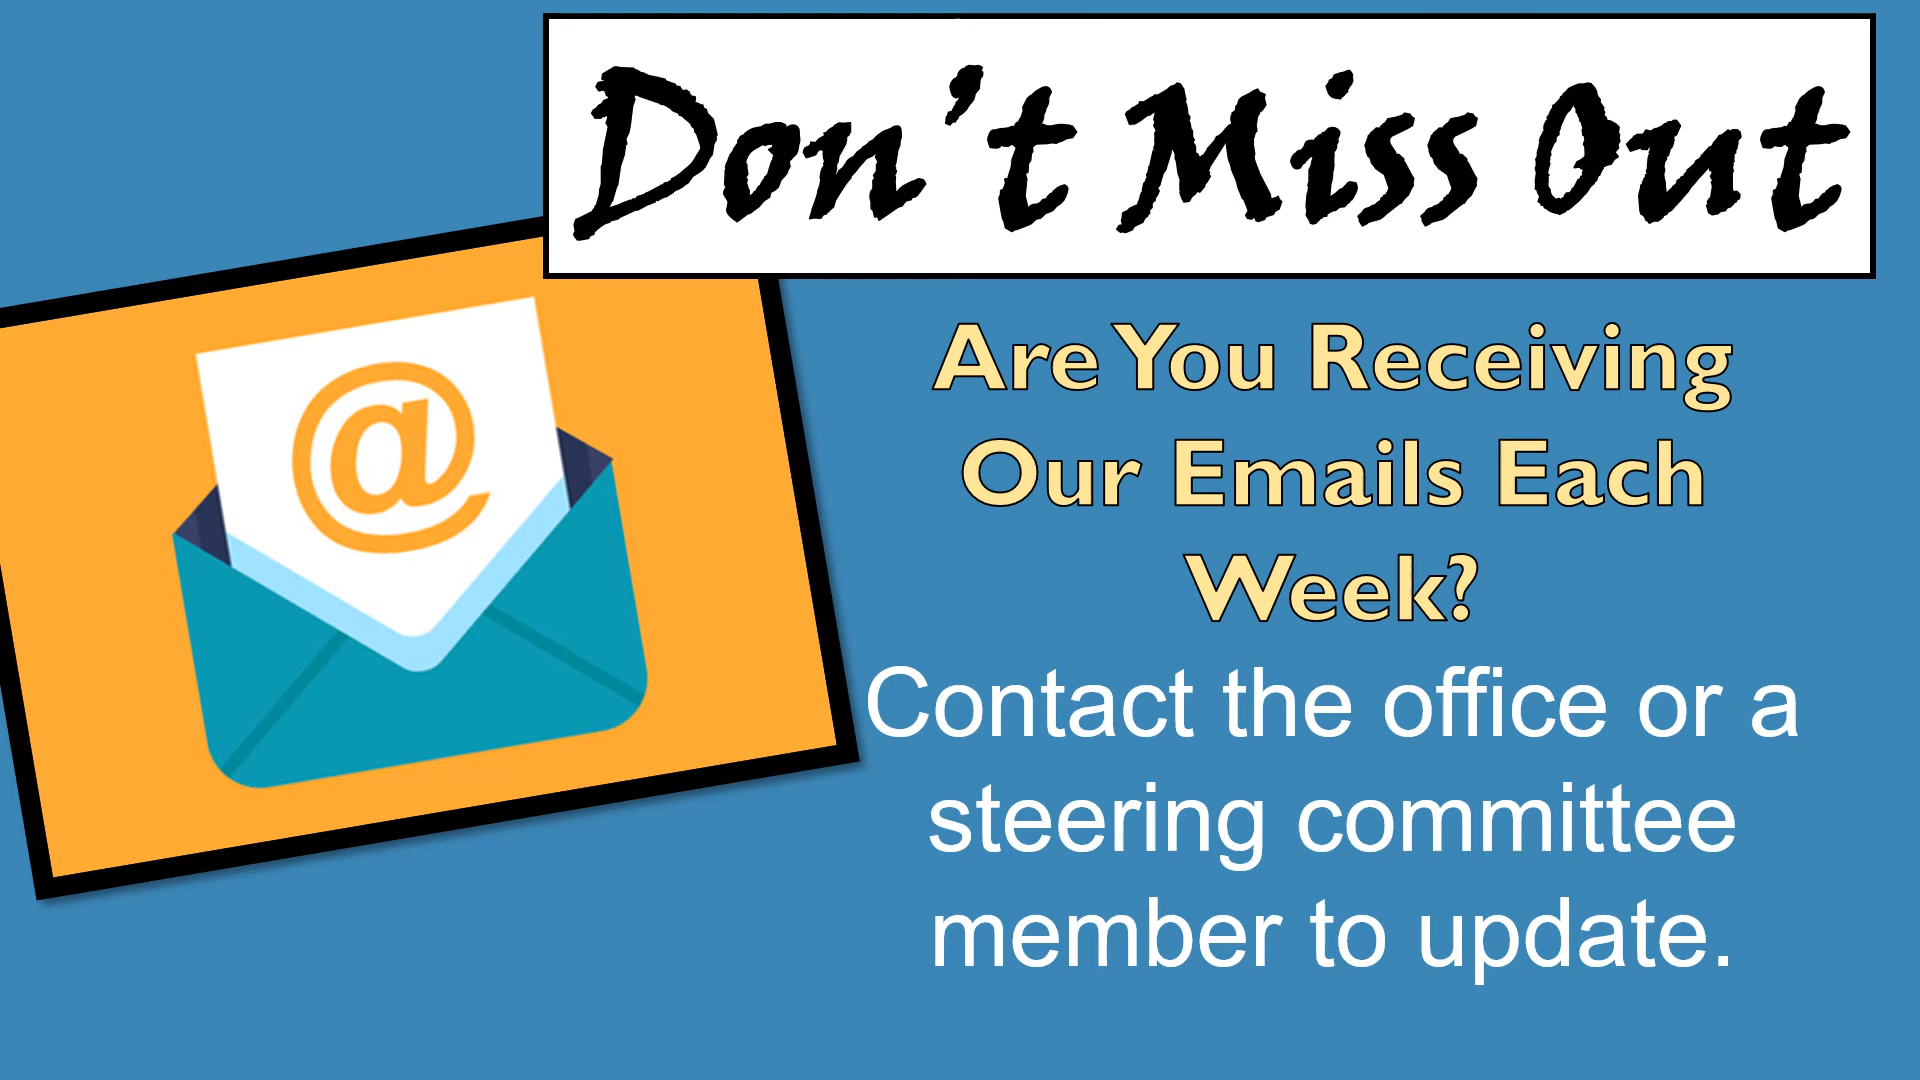 Don't Miss Out
@
Are You Receiving
Our Emails Each
Week?
Contact the office or a
steering committee
member to update.